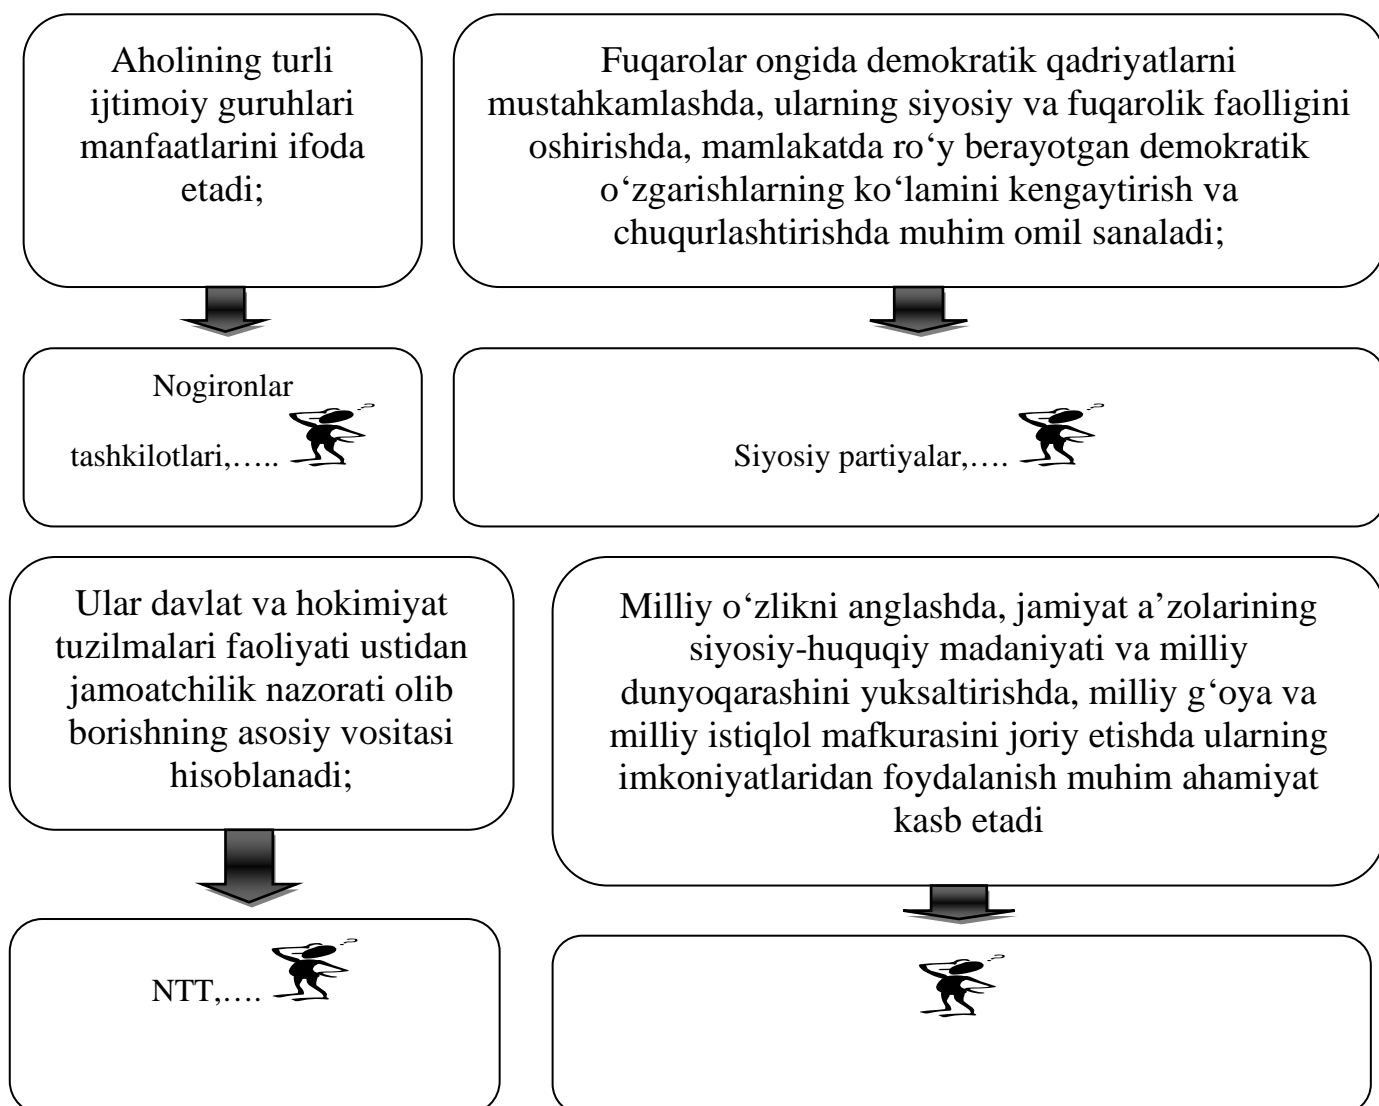 Aholining turli
ijtimoiy guruhlari
manfaatlarini ifoda
etadi;
Fuqarolar ongida demokratik qadriyatlarni
mustahkamlashda, ularning siyosiy va fuqarolik faolligini
oshirishda, mamlakatda ro‘y berayotgan demokratik
o‘zgarishlarning ko‘lamini kengaytirish va
chuqurlashtirishda muhim omil sanaladi;
Nogironlar
tashkilotlari,…..
Siyosiy partiyalar,….
Ular davlat va hokimiyat
tuzilmalari faoliyati ustidan
jamoatchilik nazorati olib
borishning asosiy vositasi
hisoblanadi;
Milliy o‘zlikni anglashda, jamiyat a’zolarining
siyosiy-huquqiy madaniyati va milliy
dunyoqarashini yuksaltirishda, milliy g‘oya va
milliy istiqlol mafkurasini joriy etishda ularning
imkoniyatlaridan foydalanish muhim ahamiyat
kasb etadi
NTT,….